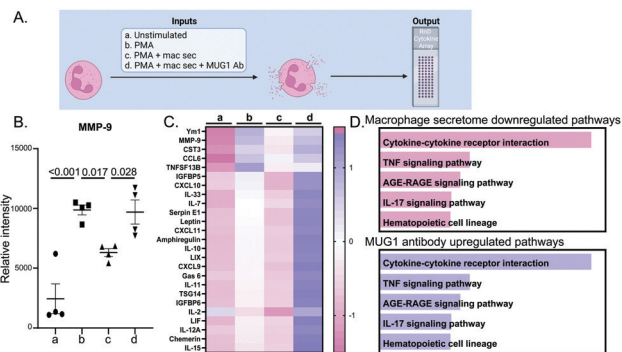 A.
Inputs
a. Unstimulated
b. PMA
c. PMA + mac sec
d. PMA + mac sec + MUG1 Ab
Output
RnD
Cytokine
Array
B.
MMP-9
Relative intensity
15000
10000
5000
0
<0.001 0.017 0.028
a b c d
C.
a b c d
Ym1
MMP-9
CST3
CCL6
TNFSF13B
IGFBP5
CXCL10
IL-33
IL-7
Serpin E1
Leptin
CXCL11
Amphiregulin
IL-10
LIX
CXCL9
Gas 6
IL-11
TSG14
IGFBP6
IL-2
LIF
IL-12A
Chemerin
IL-15
1
0
-1
D.
Macrophage secretome downregulated pathways
Cytokine-cytokine receptor interaction
TNF signaling pathway
AGE-RAGE signaling pathway
IL-17 signaling pathway
Hematopoietic cell lineage
MUG1 antibody upregulated pathways
Cytokine-cytokine receptor interaction
TNF signaling pathway
AGE-RAGE signaling pathway
IL-17 signaling pathway
Hematopoietic cell lineage